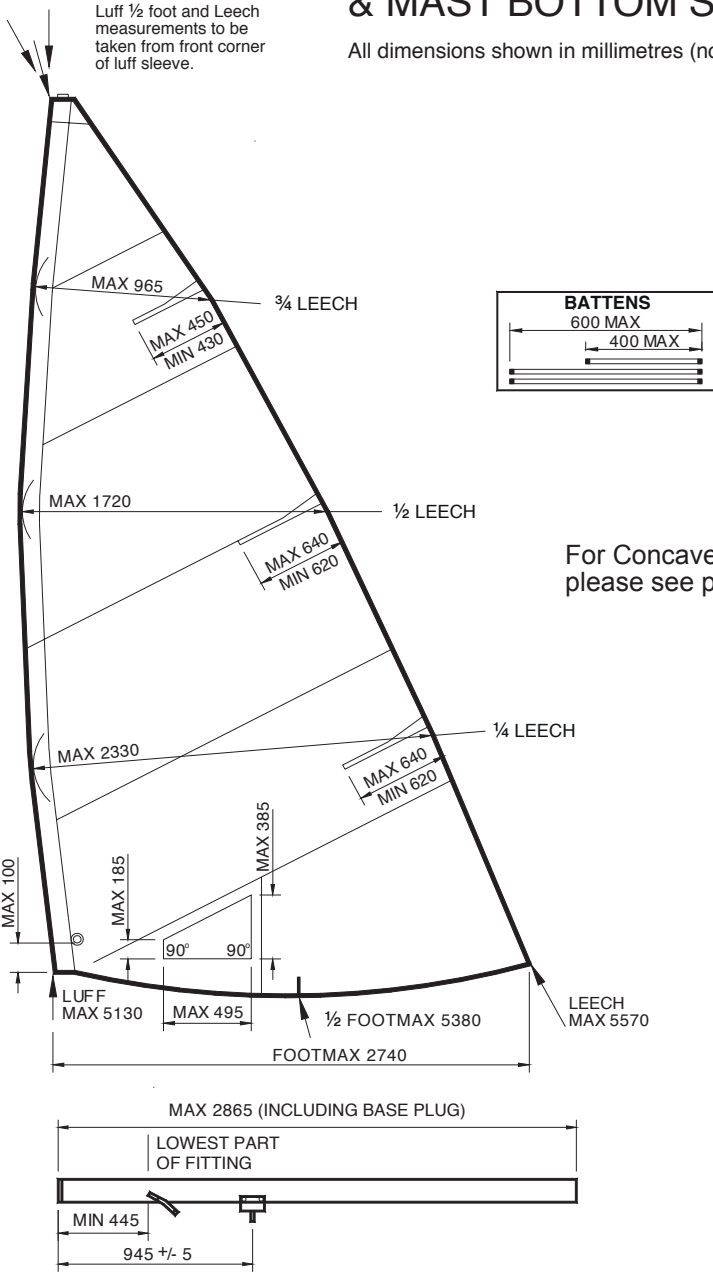 Luff ½ foot and Leech
measurements to be
taken from front corner
of luff sleeve.
& MAST BOTTOM S
All dimensions shown in millimetres (no
MAX 965
¾ LEECH
MAX 450
MIN 430
BATTENS
600 MAX
400 MAX
MAX 1720
½ LEECH
MAX 640
MIN 620
For Concave
please see p
MAX 2330
¼ LEECH
MAX 640
MIN 620
MAX 100
MAX 185
MAX 385
90°
90°
LUFF
MAX 5130
MAX 495
½ FOOTMAX 5380
LEECH
MAX 5570
FOOTMAX 2740
MAX 2865 (INCLUDING BASE PLUG)
LOWEST PART
OF FITTING
MIN 445
945 +/- 5